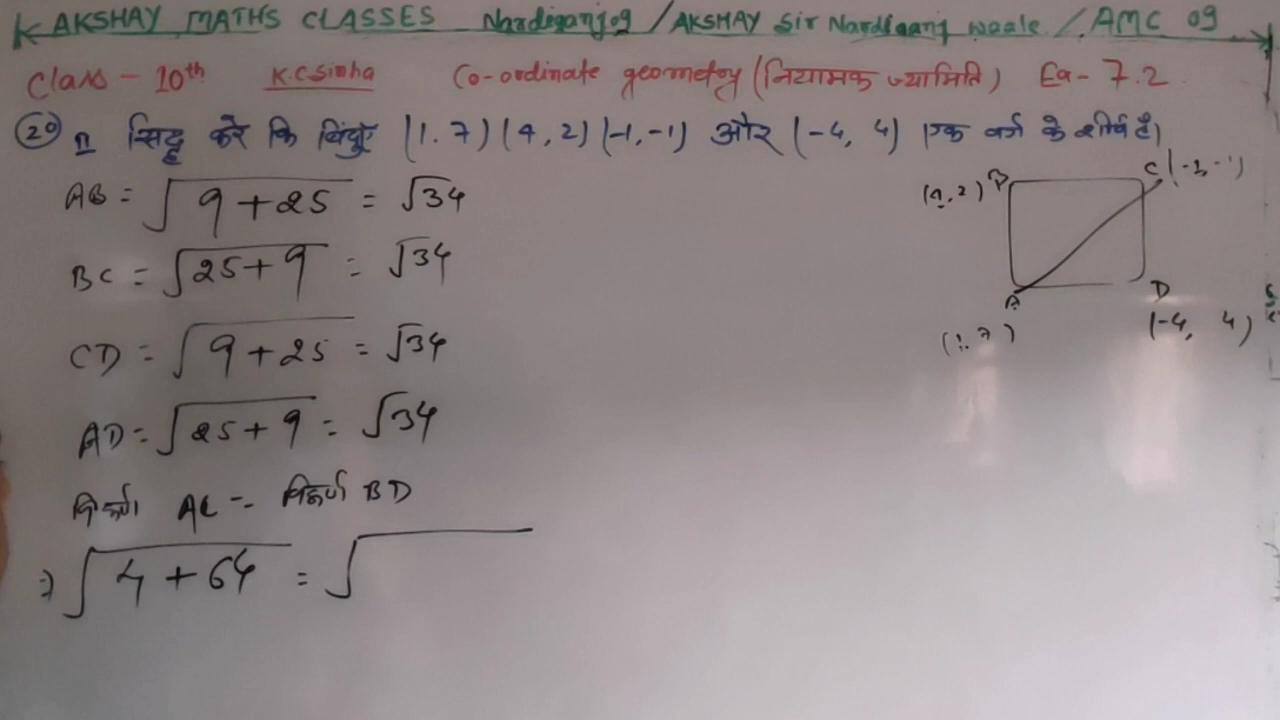 AKSHAY MATHS CLASSES Nardiganj 09 / AKSHAY Sir Nardiganj waale / AMC 09
Class - 10th K.C Sinha Co-ordinate geometry (नियामक ज्यामिति) Ex- 7.2
20 सिद्ध करे कि बिंदुएँ (1, 7) (4, 2) (-1, -1) और (-4, 4) एक वर्ग के शीर्ष है।
AB = √9+25 = √34
BC = √25+9 = √34
CD = √9+25 = √34
AD = √25+9 = √34
विकर्ण AC = विकर्ण BD
⇒ √4+64 = √
(4, 2) B C (-1, -1)
A D
(1, 7) (-4, 4)